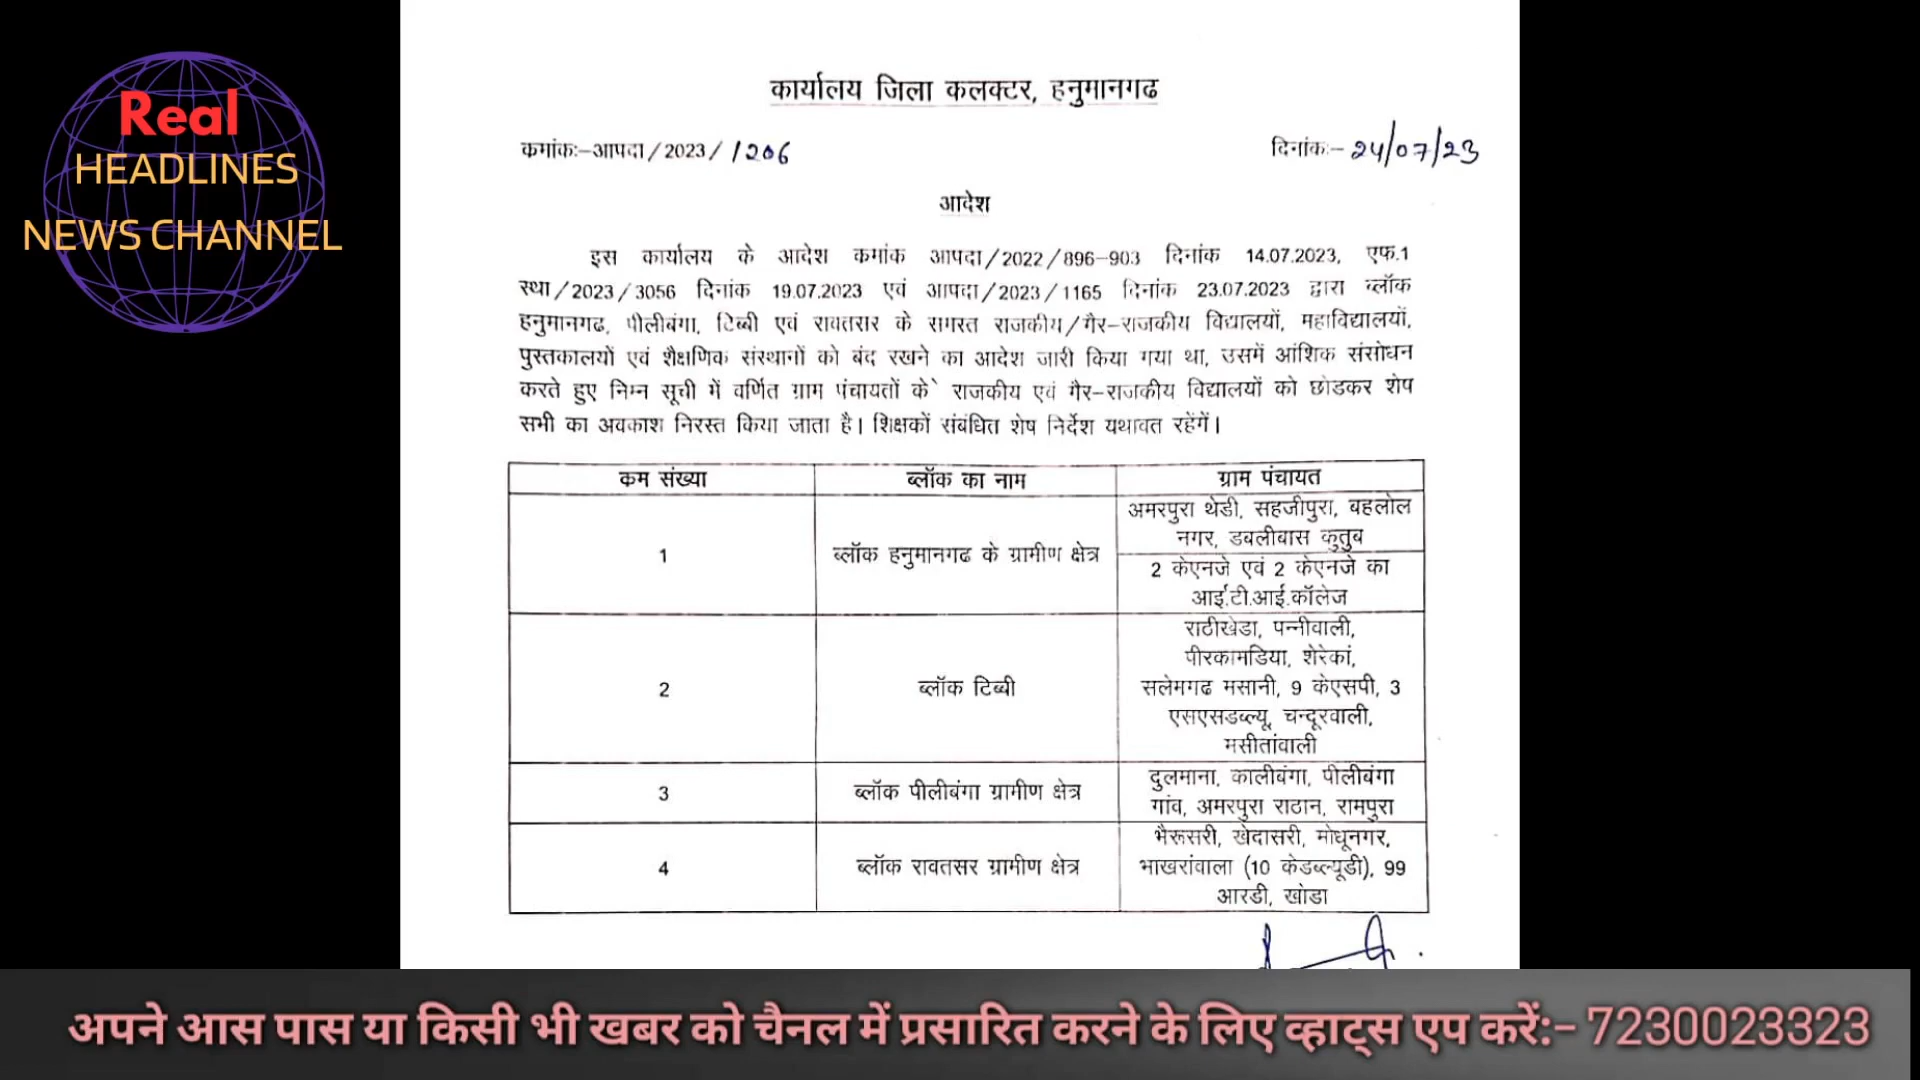 Real
HEADLINES
NEWS CHANNEL
कार्यालय जिला कलक्टर, हनुमानगढ
कमांकः–आपदा/2023/1206
दिनांकः– 24/07/23
आदेश
इस कार्यालय के आदेश कमांक आपदा/2022/896–903 दिनांक 14.07.2023, एफ.1
स्था/2023/3056 दिनांक 19.07.2023 एवं आपदा/2023/1165 दिनांक 23.07.2023 द्वारा ब्लॉक
हनुमानगढ, पीलीबंगा, टिब्बी एवं रावतसर के समस्त राजकीय/गैर–राजकीय विद्यालयों, महाविद्यालयों,
पुस्तकालयों एवं शैक्षणिक संस्थानों को बंद रखने का आदेश जारी किया गया था, उसमें आंशिक संसोधन
करते हुए निम्न सूची में वर्णित ग्राम पंचायतों के राजकीय एवं गैर–राजकीय विद्यालयों को छोडकर शेष
सभी का अवकाश निरस्त किया जाता है। शिक्षकों संबंधित शेष निर्देश यथावत रहेंगें।
कम संख्या
ब्लॉक का नाम
ग्राम पंचायत
1
ब्लॉक हनुमानगढ के ग्रामीण क्षेत्र
अमरपुरा थेडी, सहजीपुरा, बहलोल
नगर, डबलीबास कुतुब
2 केएनजे एवं 2 केएनजे का
आई.टी.आई.कॉलेज
2
ब्लॉक टिब्बी
राठीखेडा, पन्नीवाली,
पीरकामडिया, शेरेकां,
सलेमगढ मसानी, 9 केएसपी, 3
एसएसडब्ल्यू, चन्दूरवाली,
मसीतांवाली
3
ब्लॉक पीलीबंगा ग्रामीण क्षेत्र
दुलमाना, कालीबंगा, पीलीबंगा
गांव, अमरपुरा राठान, रामपुरा
4
ब्लॉक रावतसर ग्रामीण क्षेत्र
भैरूसरी, खेदासरी, मोधूनगर,
भाखरांवाला (10 केडब्ल्यूडी), 99
आरडी, खोडा
अपने आस पास या किसी भी खबर को चैनल में प्रसारित करने के लिए व्हाट्स एप करें:– 7230023323